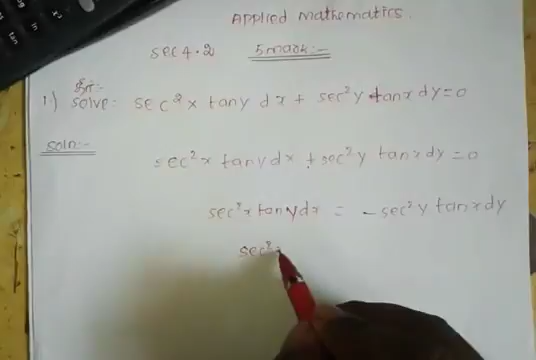 Applied mathematics.
sec 4.2 5 mark:-
தீர்:-
1.) solve:- sec²x tany dx + sec²y tanx dy=0
soln:-
sec²x tany dx + sec²y tanx dy = 0
sec²x tany dx = - sec²y tanx dy
sec²x